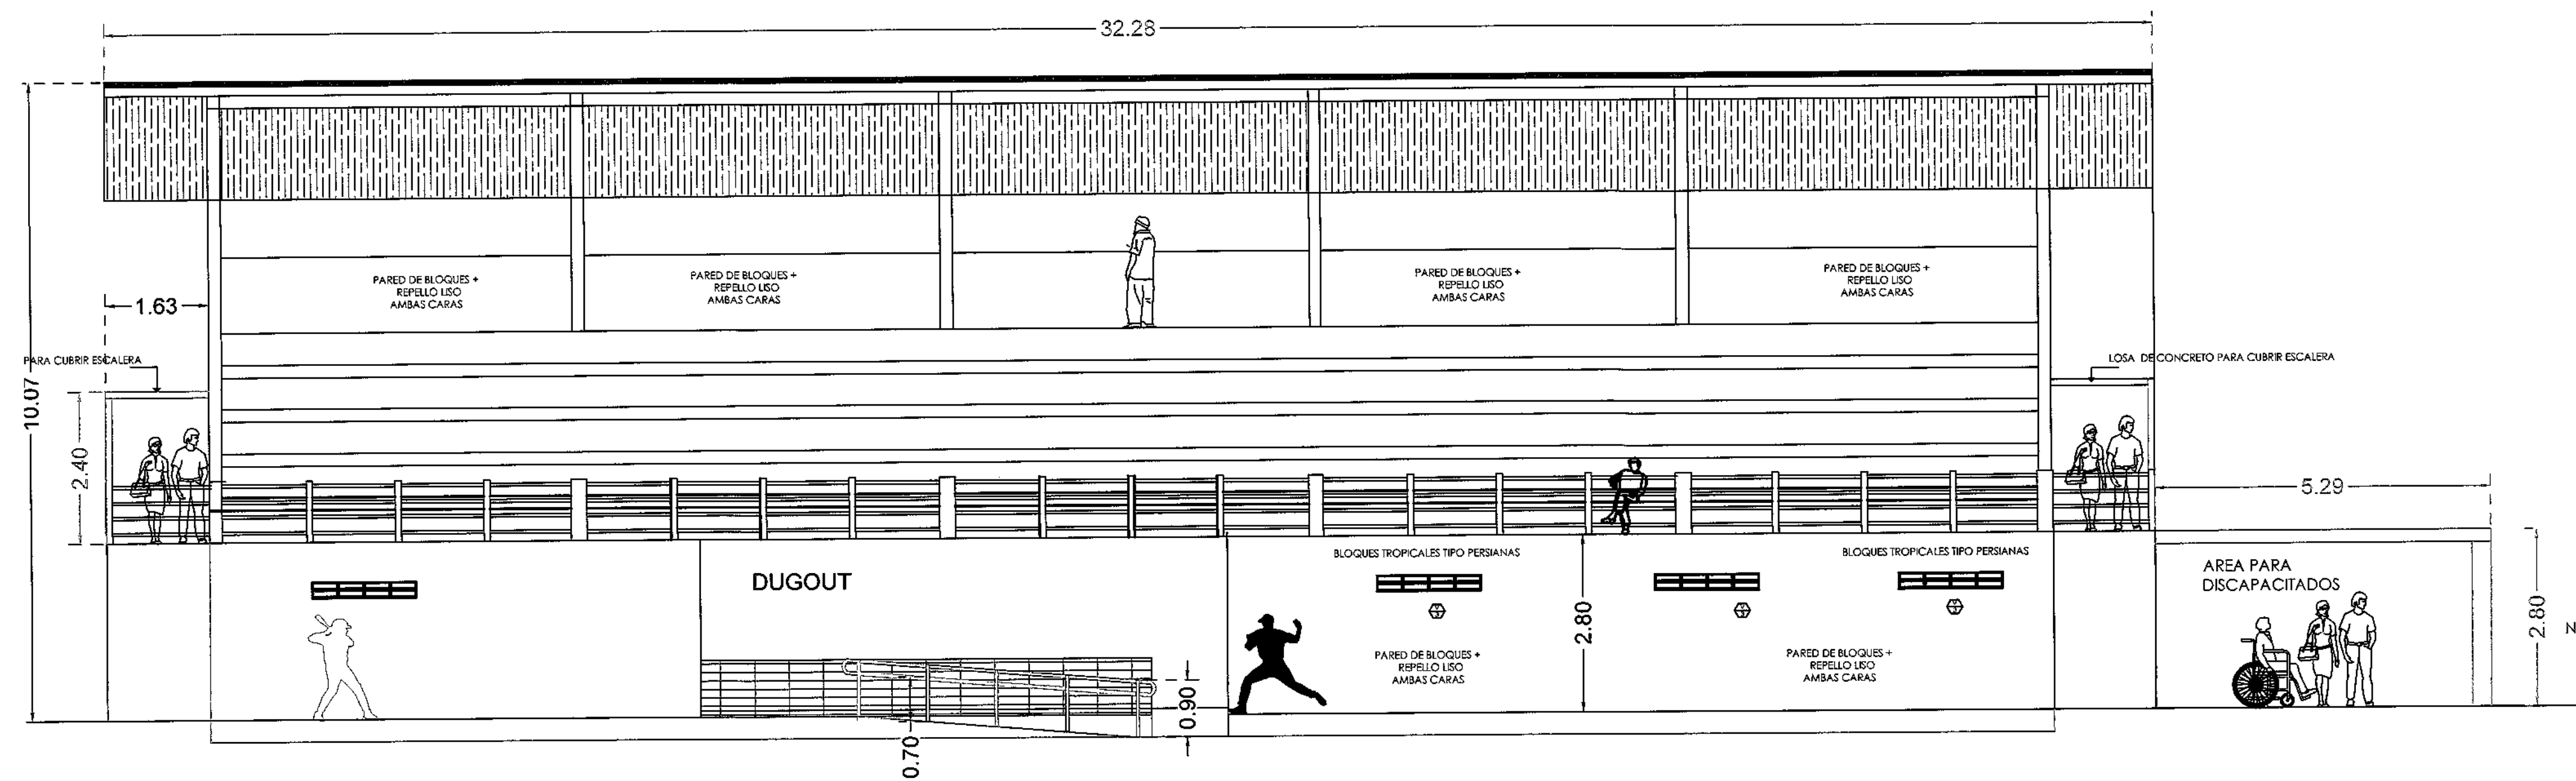 32.28
PARED DE BLOQUES +
REPELLO LISO
AMBAS CARAS
PARED DE BLOQUES +
REPELLO LISO
AMBAS CARAS
PARED DE BLOQUES +
REPELLO LISO
AMBAS CARAS
PARED DE BLOQUES +
REPELLO LISO
AMBAS CARAS
1.63
PARA CUBRIR ESCALERA
LOSA DE CONCRETO PARA CUBRIR ESCALERA
10.07
2.40
5.29
BLOQUES TROPICALES TIPO PERSIANAS
BLOQUES TROPICALES TIPO PERSIANAS
DUGOUT
AREA PARA
DISCAPACITADOS
2.80
2.80
N
PARED DE BLOQUES +
REPELLO LISO
AMBAS CARAS
PARED DE BLOQUES +
REPELLO LISO
AMBAS CARAS
0.90
0.70